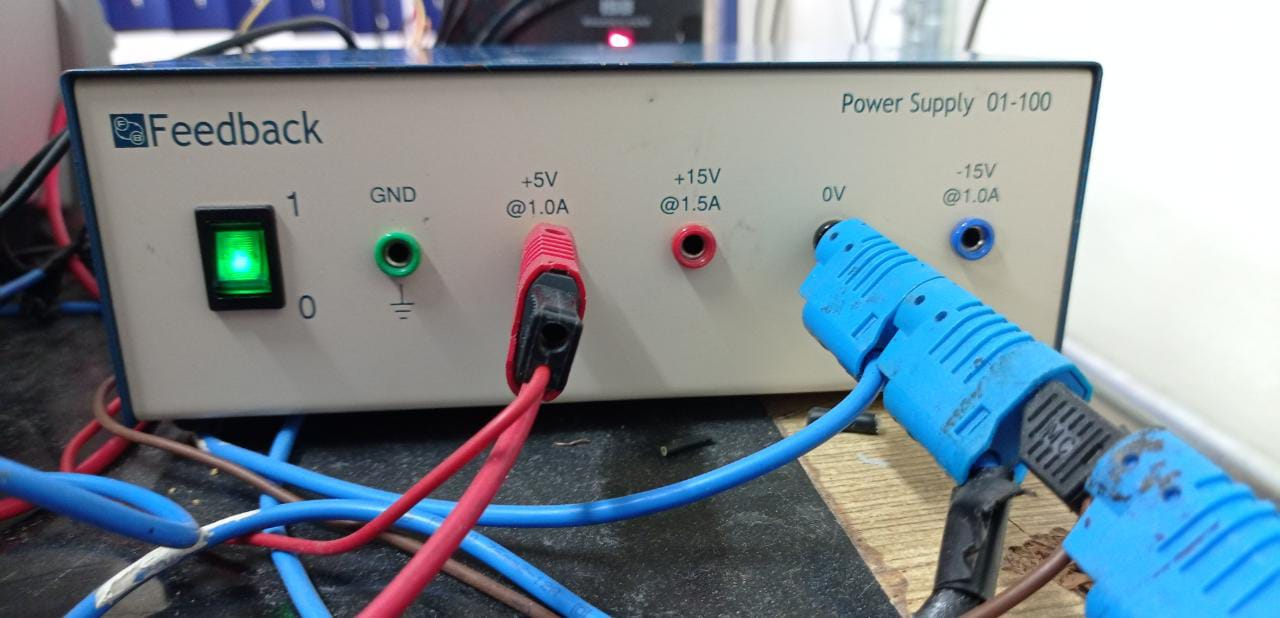 Feedback
Power Supply 01-100
1
0
GND
+5V
@1.0A
+15V
@1.5A
0V
-15V
@1.0A